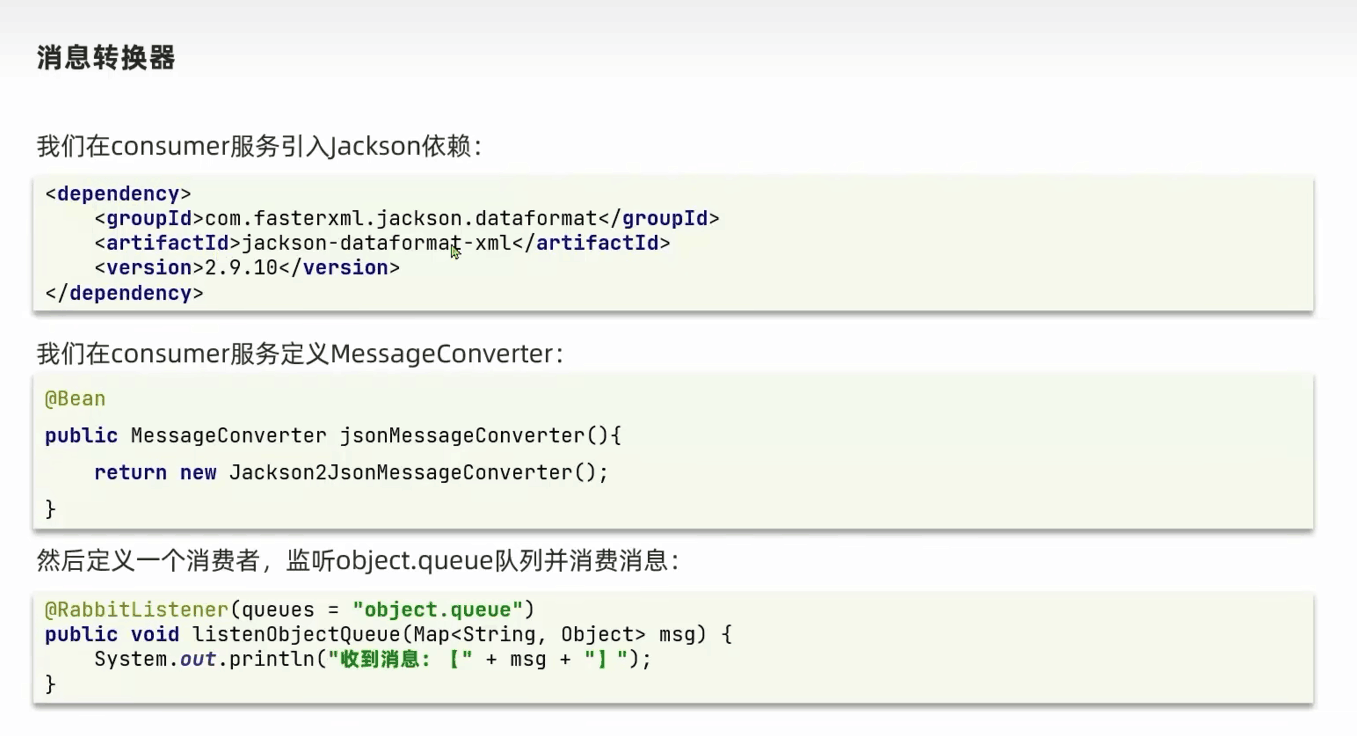 消息转换器
我们在consumer服务引入Jackson依赖：
<dependency>
    <groupId>com.fasterxml.jackson.dataformat</groupId>
    <artifactId>jackson-dataformat-xml</artifactId>
    <version>2.9.10</version>
</dependency>
我们在consumer服务定义MessageConverter：
@Bean
public MessageConverter jsonMessageConverter(){
    return new Jackson2JsonMessageConverter();
}
然后定义一个消费者，监听object.queue队列并消费消息：
@RabbitListener(queues = "object.queue")
public void listenObjectQueue(Map<String, Object> msg) {
    System.out.println("收到消息：【" + msg + "】");
}